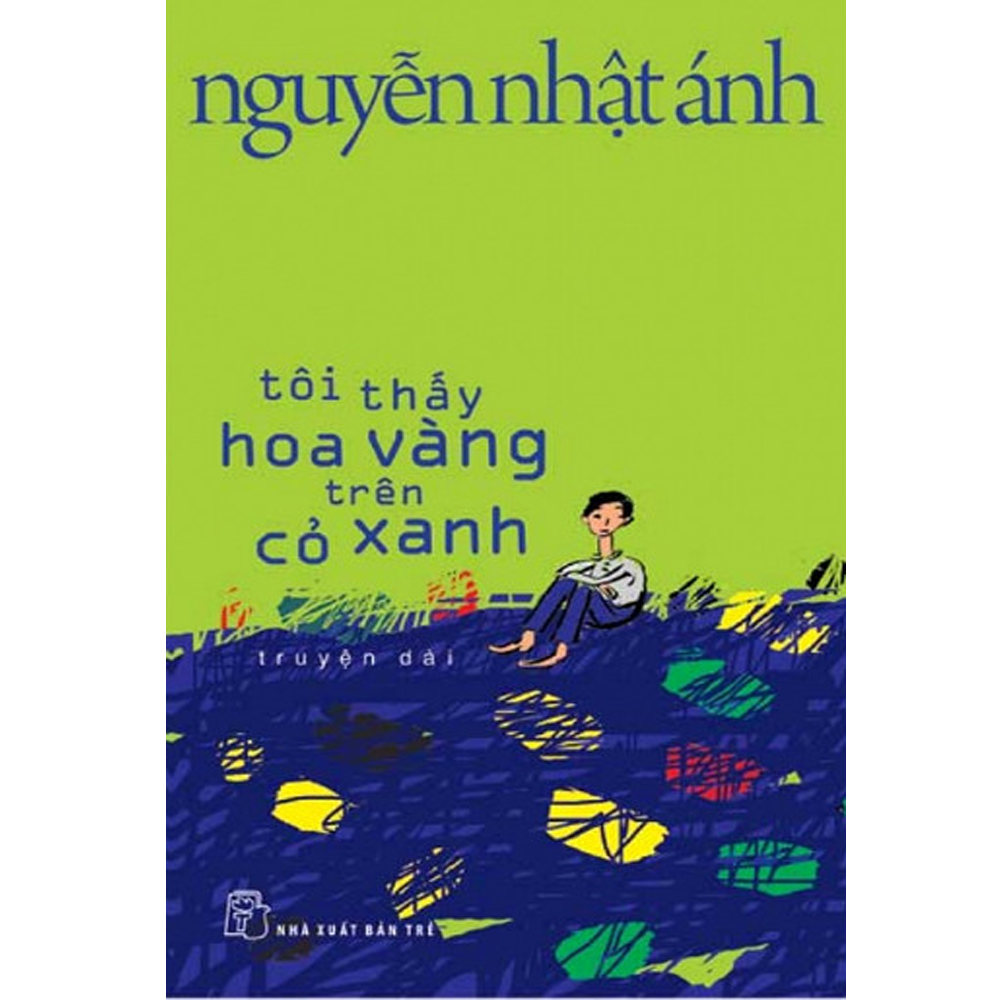 nguyễn nhật ánh
tôi thấy
hoa vàng
trên
cỏ xanh
truyện dài
NHÀ XUẤT BẢN TRẺ